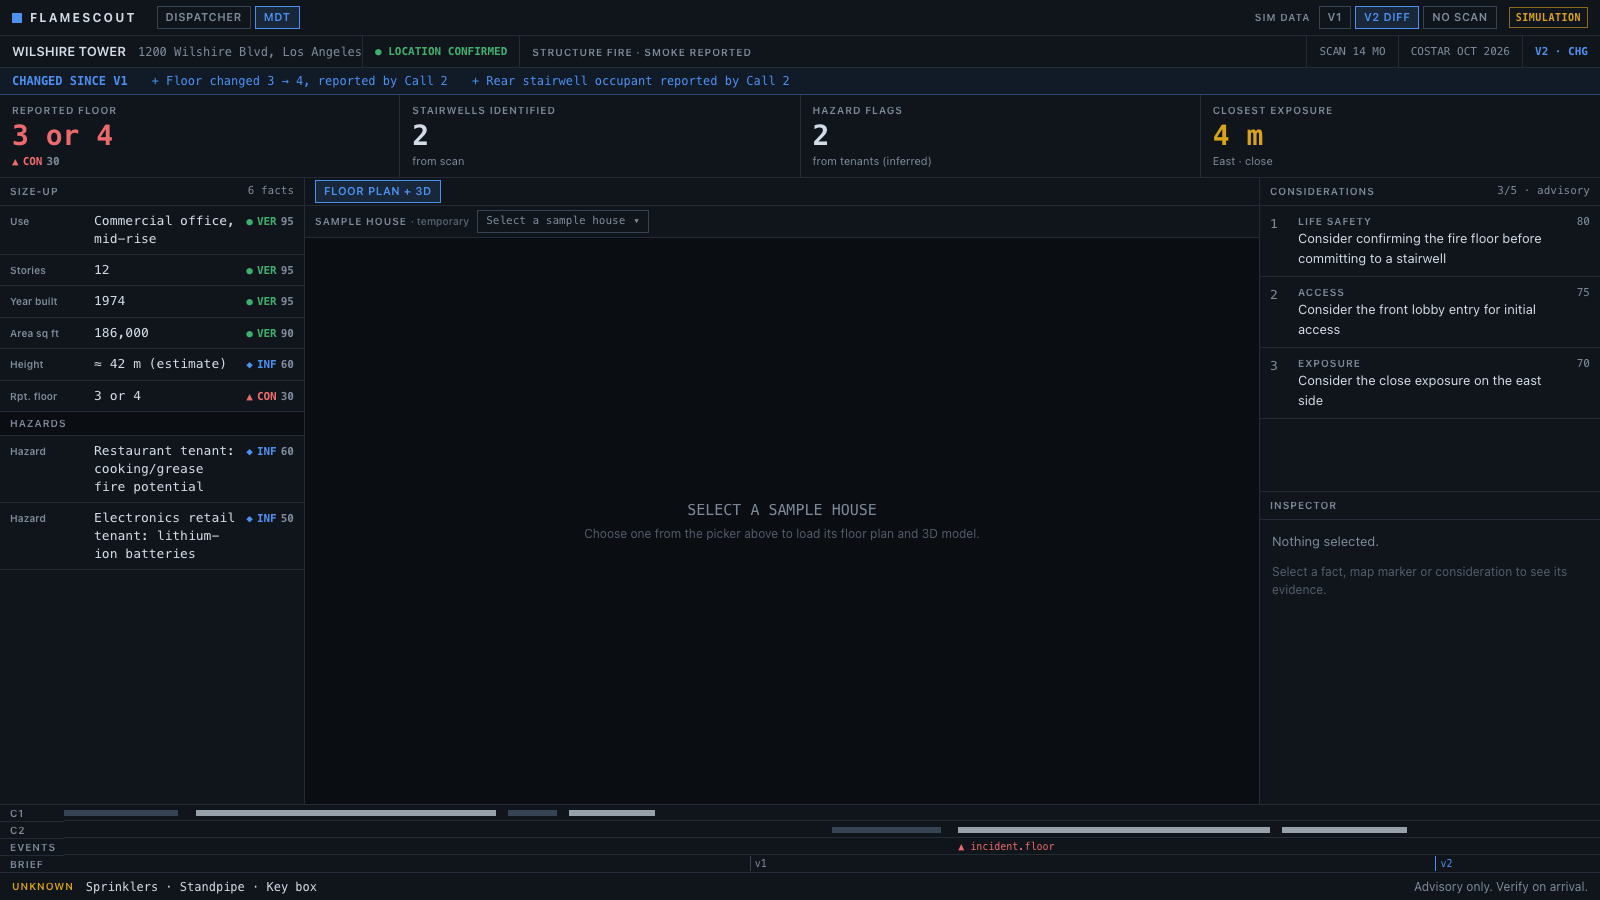 FLAMESCOUT DISPATCHER MDT SIM DATA V1 V2 DIFF NO SCAN SIMULATION
WILSHIRE TOWER 1200 Wilshire Blvd, Los Angeles ● LOCATION CONFIRMED STRUCTURE FIRE · SMOKE REPORTED SCAN 14 MO COSTAR OCT 2026 V2 · CHG
CHANGED SINCE V1 + Floor changed 3 → 4, reported by Call 2 + Rear stairwell occupant reported by Call 2
REPORTED FLOOR
3 or 4
▲ CON 30
STAIRWELLS IDENTIFIED
2
from scan
HAZARD FLAGS
2
from tenants (inferred)
CLOSEST EXPOSURE
4 m
East · close
SIZE-UP 6 facts
Use Commercial office, ● VER 95
mid-rise
Stories 12 ● VER 95
Year built 1974 ● VER 95
Area sq ft 186,000 ● VER 90
Height ≈ 42 m (estimate) ◆ INF 60
Rpt. floor 3 or 4 ▲ CON 30
HAZARDS
Hazard Restaurant tenant: ◆ INF 60
cooking/grease
fire potential
Hazard Electronics retail ◆ INF 50
tenant: lithium-
ion batteries
FLOOR PLAN + 3D
SAMPLE HOUSE · temporary Select a sample house ▾
SELECT A SAMPLE HOUSE
Choose one from the picker above to load its floor plan and 3D model.
CONSIDERATIONS 3/5 · advisory
1 LIFE SAFETY 80
Consider confirming the fire floor before
committing to a stairwell
2 ACCESS 75
Consider the front lobby entry for initial
access
3 EXPOSURE 70
Consider the close exposure on the east
side
INSPECTOR
Nothing selected.
Select a fact, map marker or consideration to see its
evidence.
C1
C2
EVENTS ▲ incident.floor
BRIEF v1 v2
UNKNOWN Sprinklers · Standpipe · Key box Advisory only. Verify on arrival.